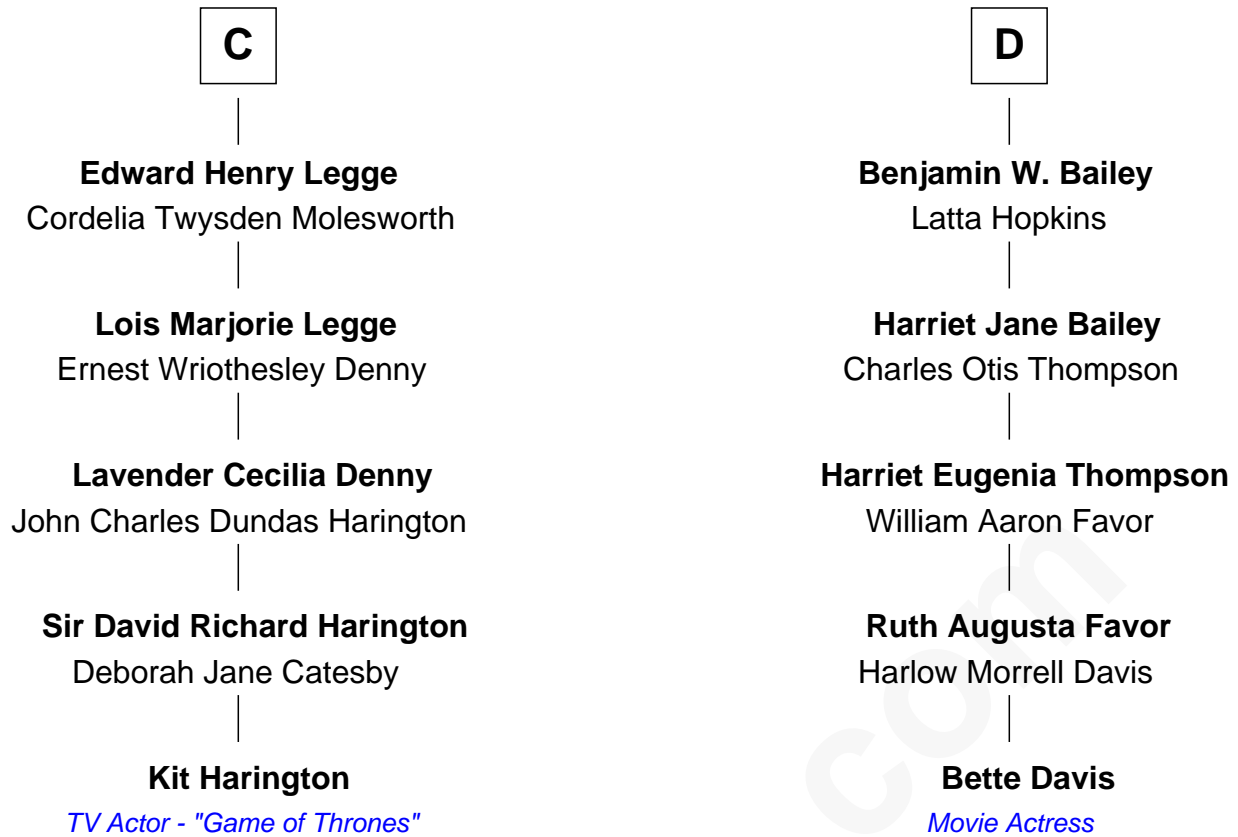 C
Edward Henry Legge
Cordelia Twysden Molesworth
Lois Marjorie Legge
Ernest Wriothesley Denny
Lavender Cecilia Denny
John Charles Dundas Harington
Sir David Richard Harington
Deborah Jane Catesby
Kit Harington
TV Actor - "Game of Thrones"
D
Benjamin W. Bailey
Latta Hopkins
Harriet Jane Bailey
Charles Otis Thompson
Harriet Eugenia Thompson
William Aaron Favor
Ruth Augusta Favor
Harlow Morrell Davis
Bette Davis
Movie Actress
com